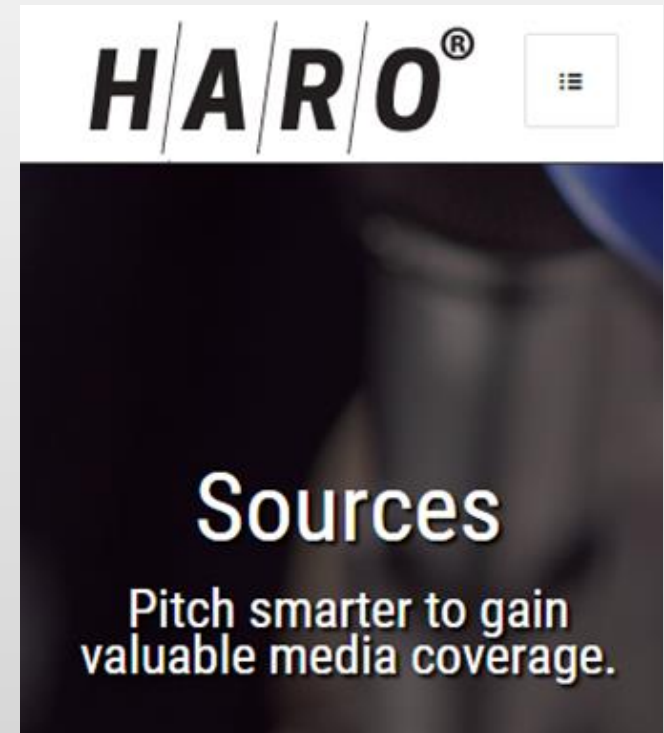 H/A/R/O®
Sources
Pitch smarter to gain
valuable media coverage.